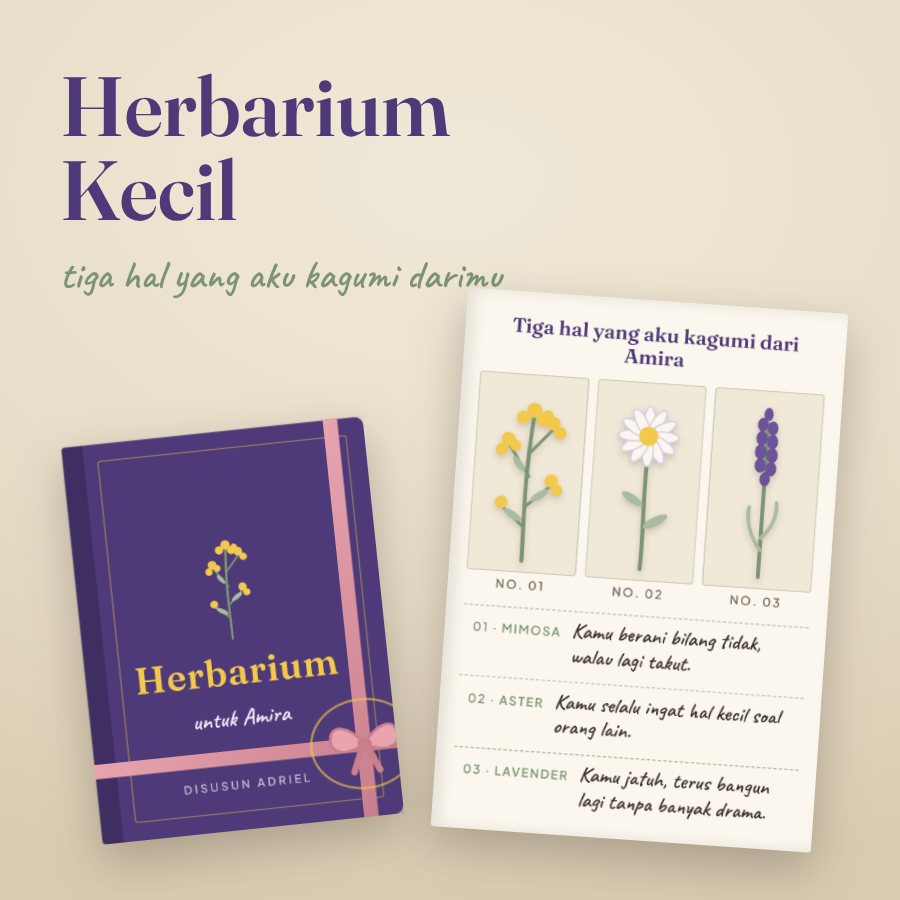 Herbarium
Kecil
tiga hal yang aku kagumi darimu
Herbarium
untuk Amira
DISUSUN ADRIEL
Tiga hal yang aku kagumi dari
Amira
NO. 01
NO. 02
NO. 03
01 · MIMOSA Kamu berani bilang tidak,
walau lagi takut.
02 · ASTER Kamu selalu ingat hal kecil soal
orang lain.
03 · LAVENDER Kamu jatuh, terus bangun
lagi tanpa banyak drama.